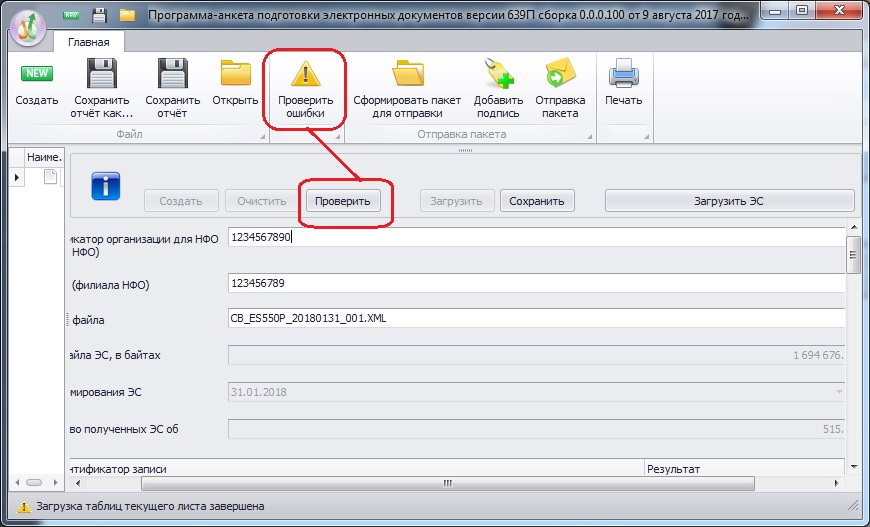 Программа-анкета подготовки электронных документов версии 639П сборка 0.0.0.100 от 9 августа 2017 год...
NEW
Главная
NEW
Создать
Сохранить отчёт как...
Сохранить отчёт
Открыть
Проверить ошибки
Сформировать пакет для отправки
Добавить подпись
Отправка пакета
Печать
Файл
Отправка пакета
Наиме...
Создать
Очистить
Проверить
Загрузить
Сохранить
Загрузить ЭС
икатор организации для НФО
НФО)
1234567890
(филиала НФО)
123456789
файла
CB_ES550P_20180131_001.XML
айла ЭС, в байтах
1 694 676.
мирования ЭС
31.01.2018
во полученных ЭС об
515.
нтификатор записи
Результат
Загрузка таблиц текущего листа завершена